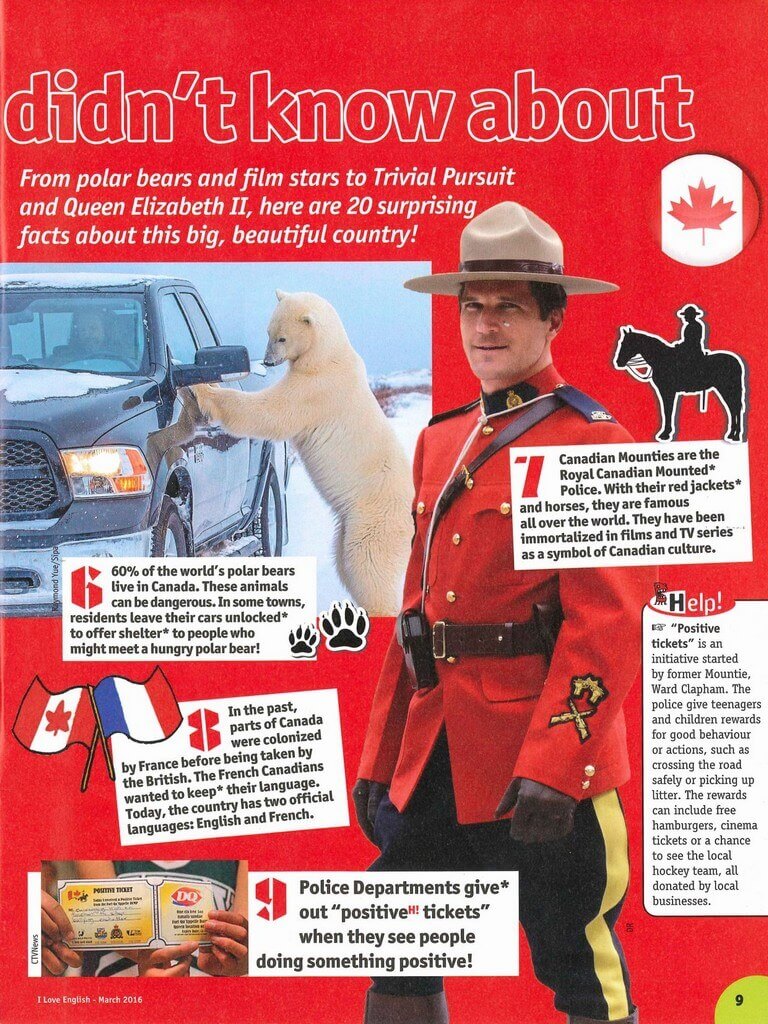 didn't know about
From polar bears and film stars to Trivial Pursuit
and Queen Elizabeth II, here are 20 surprising
facts about this big, beautiful country!
6
60% of the world's polar bears
live in Canada. These animals
can be dangerous. In some towns,
residents leave their cars unlocked*
to offer shelter* to people who
might meet a hungry polar bear!
7
Canadian Mounties are the
Royal Canadian Mounted*
Police. With their red jackets*
and horses, they are famous
all over the world. They have been
immortalized in films and TV series
as a symbol of Canadian culture.
8
In the past,
parts of Canada
were colonized
by France before being taken by
the British. The French Canadians
wanted to keep* their language.
Today, the country has two official
languages: English and French.
POSITIVE TICKET
DQ
CTVNews
9
Police Departments give*
out "positiveH! tickets"
when they see people
doing something positive!
Help!
☞ "Positive
tickets" is an
initiative started
by former Mountie,
Ward Clapham. The
police give teenagers
and children rewards
for good behaviour
or actions, such as
crossing the road
safely or picking up
litter. The rewards
can include free
hamburgers, cinema
tickets or a chance
to see the local
hockey team, all
donated by local
businesses.
I Love English - March 2016
9